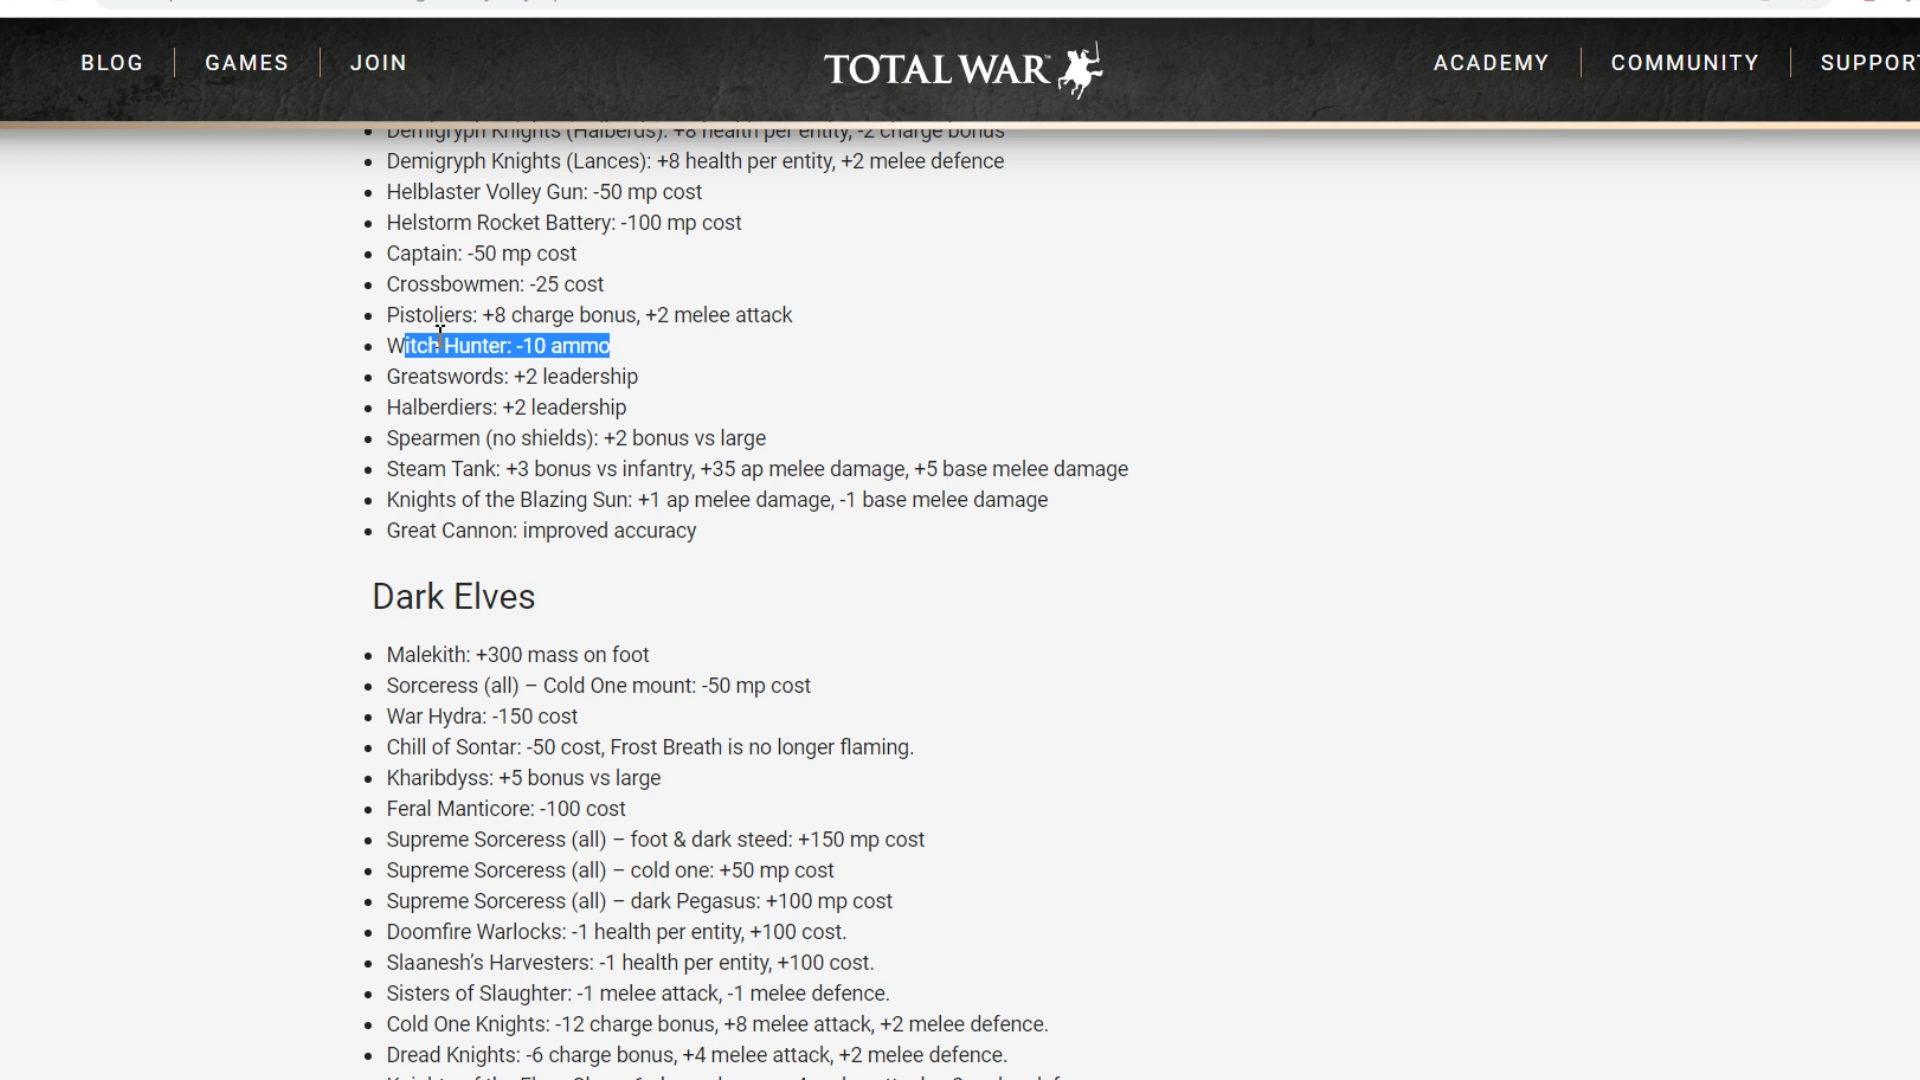 BLOG GAMES JOIN TOTAL WAR ACADEMY COMMUNITY SUPPORT
Demigryph Knights (Halberds): +8 health per entity, -2 charge bonus
• Demigryph Knights (Lances): +8 health per entity, +2 melee defence
• Helblaster Volley Gun: -50 mp cost
• Helstorm Rocket Battery: -100 mp cost
• Captain: -50 mp cost
• Crossbowmen: -25 cost
• Pistoliers: +8 charge bonus, +2 melee attack
• Witch Hunter: -10 ammo
• Greatswords: +2 leadership
• Halberdiers: +2 leadership
• Spearmen (no shields): +2 bonus vs large
• Steam Tank: +3 bonus vs infantry, +35 ap melee damage, +5 base melee damage
• Knights of the Blazing Sun: +1 ap melee damage, -1 base melee damage
• Great Cannon: improved accuracy
Dark Elves
• Malekith: +300 mass on foot
• Sorceress (all) – Cold One mount: -50 mp cost
• War Hydra: -150 cost
• Chill of Sontar: -50 cost, Frost Breath is no longer flaming.
• Kharibdyss: +5 bonus vs large
• Feral Manticore: -100 cost
• Supreme Sorceress (all) – foot & dark steed: +150 mp cost
• Supreme Sorceress (all) – cold one: +50 mp cost
• Supreme Sorceress (all) – dark Pegasus: +100 mp cost
• Doomfire Warlocks: -1 health per entity, +100 cost.
• Slaanesh’s Harvesters: -1 health per entity, +100 cost.
• Sisters of Slaughter: -1 melee attack, -1 melee defence.
• Cold One Knights: -12 charge bonus, +8 melee attack, +2 melee defence.
• Dread Knights: -6 charge bonus, +4 melee attack, +2 melee defence.